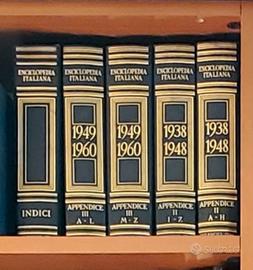 ENCICLOPEDIA
ITALIANA
INDICI
ENCICLOPEDIA
ITALIANA
1949
1960
APPENDICE
III
A - L
ENCICLOPEDIA
ITALIANA
1949
1960
APPENDICE
III
M - Z
ENCICLOPEDIA
ITALIANA
1938
1948
APPENDICE
II
I - Z
ENCICLOPEDIA
ITALIANA
1938
1948
APPENDICE
II
A - H